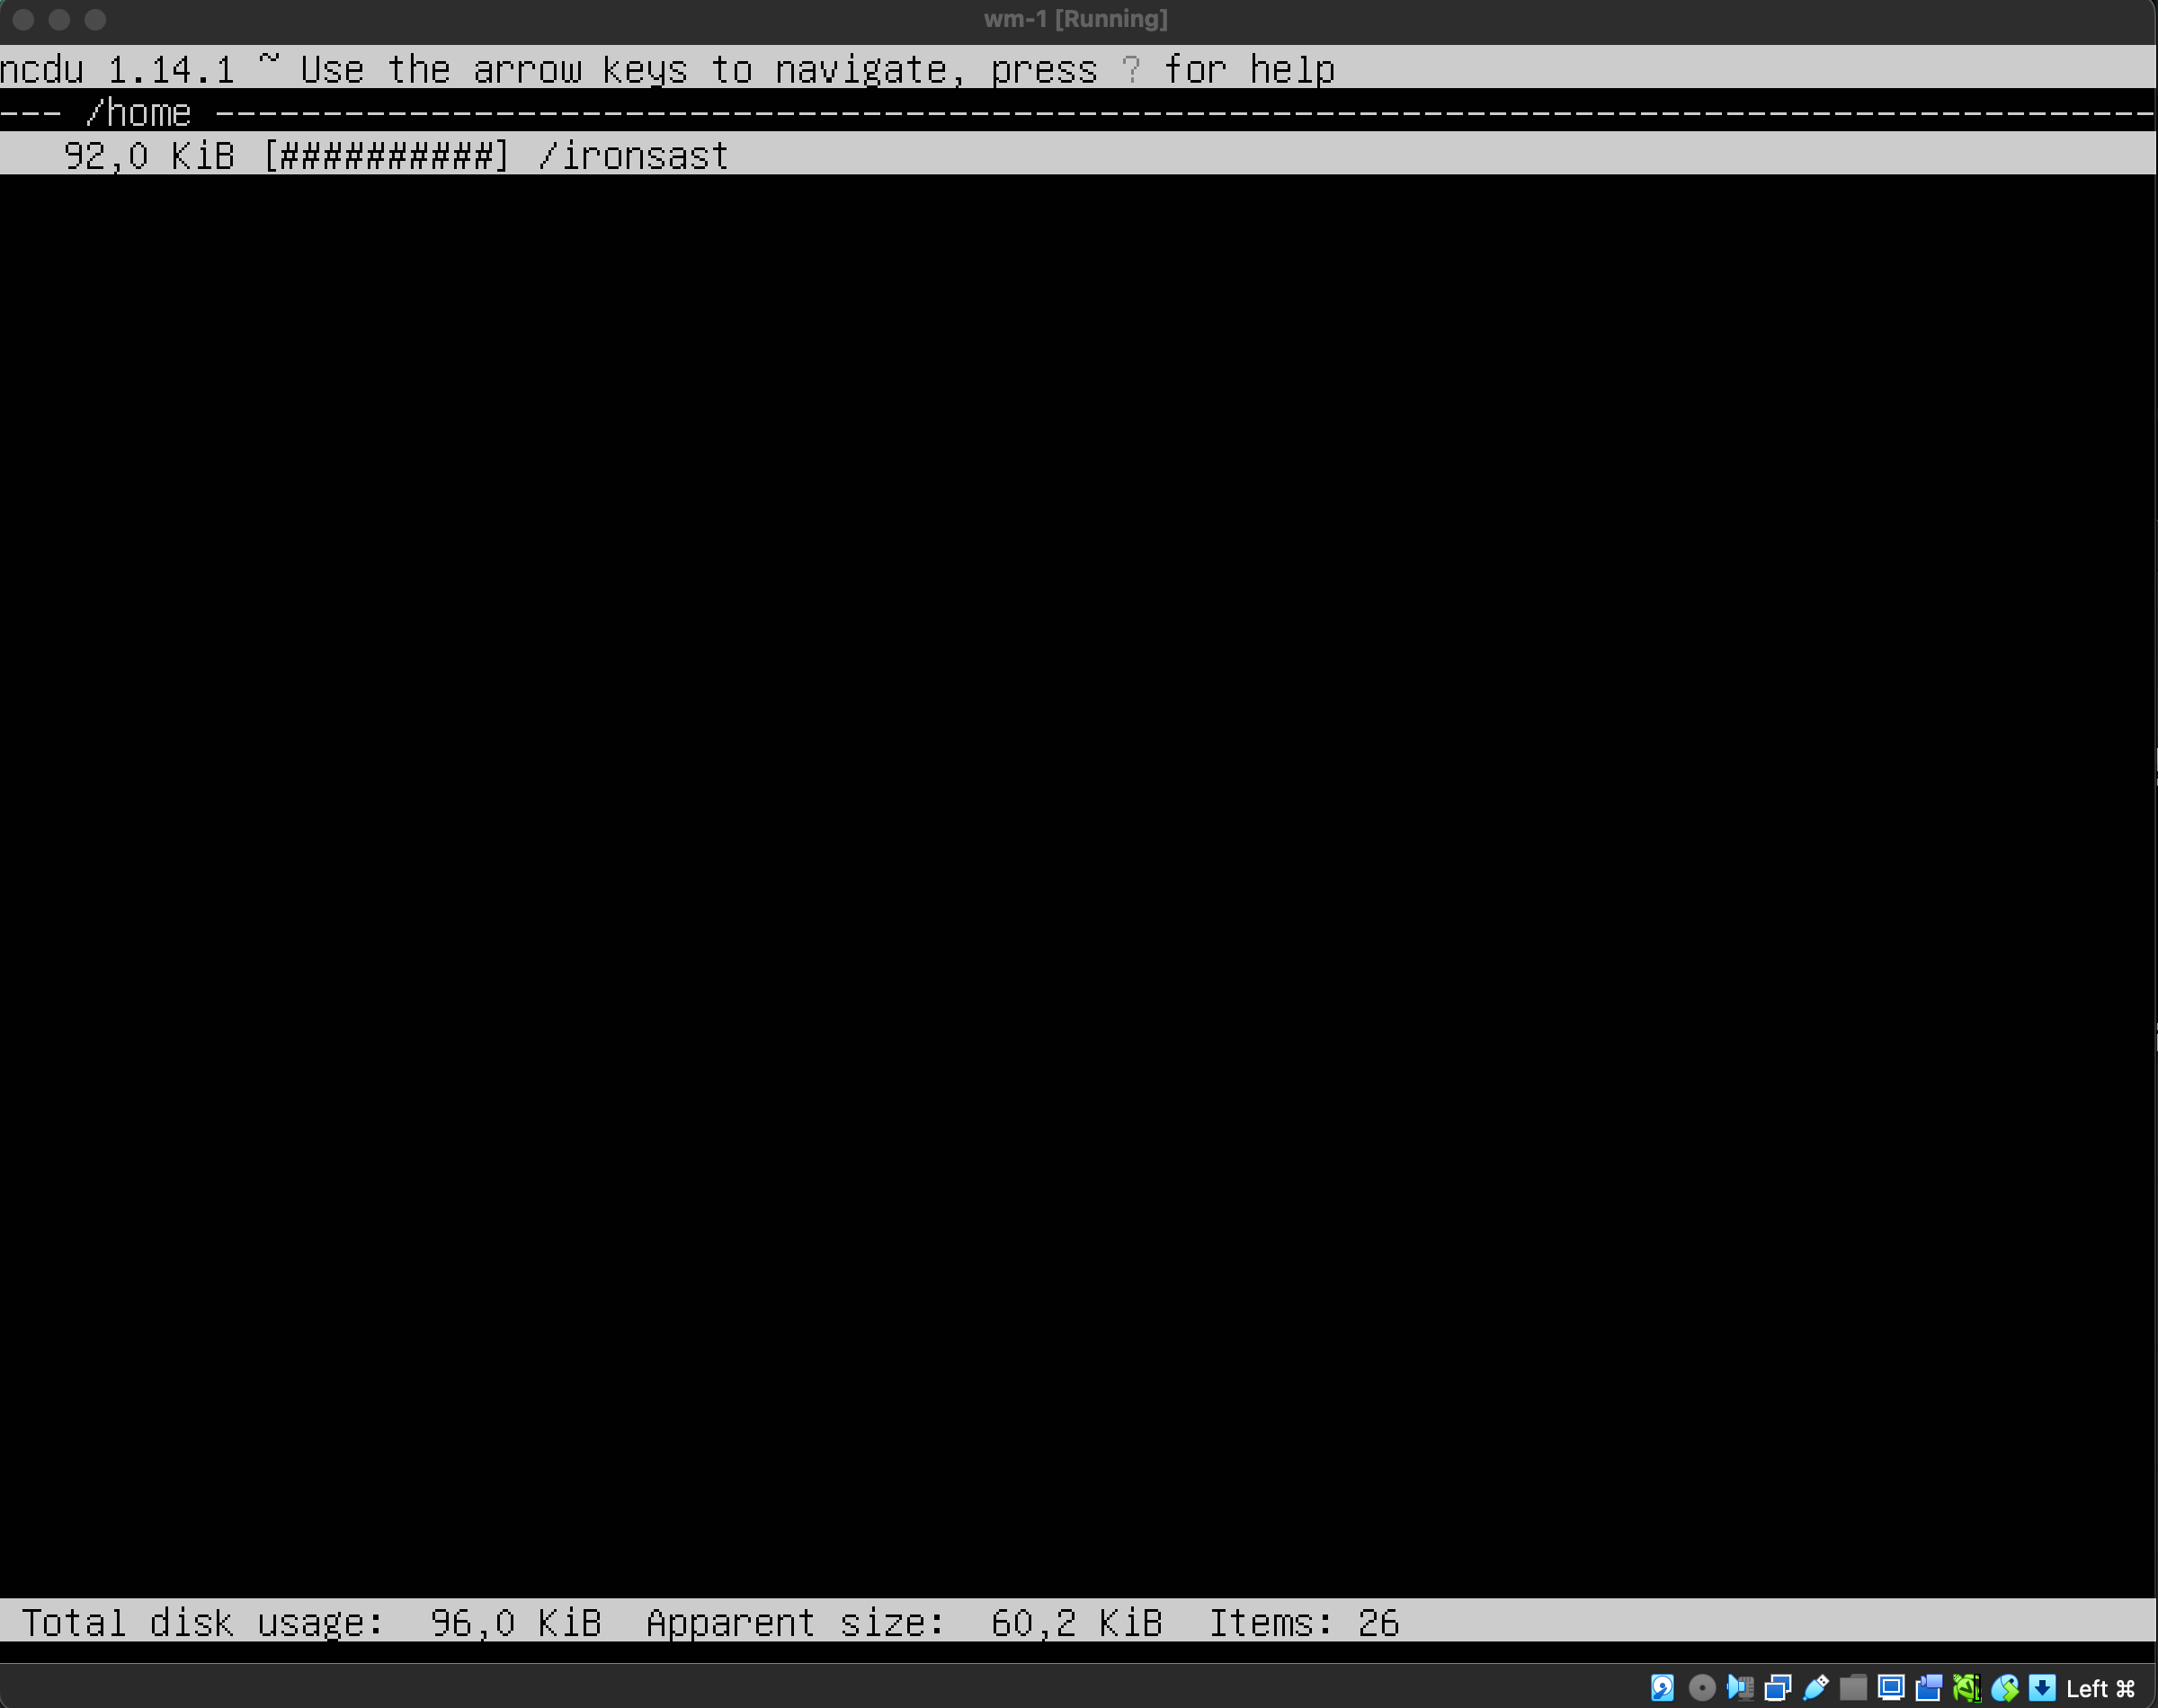 wm-1 [Running]
ncdu 1.14.1 ~ Use the arrow keys to navigate, press ? for help
--- /home ------------------------------------------------------------------------------------------
92,0 KiB [##########] /ironsast
Total disk usage: 96,0 KiB Apparent size: 60,2 KiB Items: 26
Left ⌘